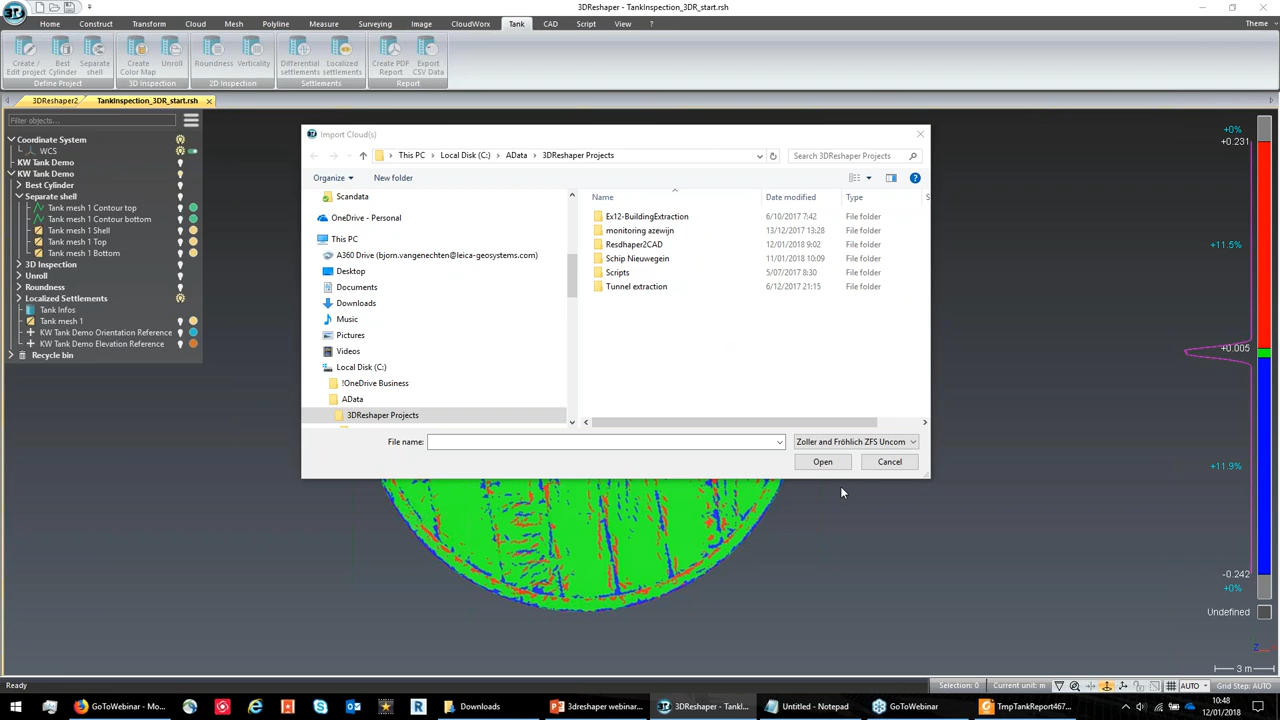 3DReshaper - TankInspection_3DR_start.rsh
Home Construct Transform Cloud Mesh Polyline Measure Surveying Image CloudWorx Tank CAD Script View ? Theme
Create / Edit project
Best Cylinder
Separate shell
Create Color Map
Unroll
Roundness
Verticality
Differential settlements
Localized settlements
Create PDF Report
Export CSV Data
Define Project 3D Inspection 2D Inspection Settlements Report
3DReshaper2 TankInspection_3DR_start.rsh
Filter objects...
Coordinate System
WCS
KW Tank Demo
KW Tank Demo
Best Cylinder
Separate shell
Tank mesh 1 Contour top
Tank mesh 1 Contour bottom
Tank mesh 1 Shell
Tank mesh 1 Top
Tank mesh 1 Bottom
3D Inspection
Unroll
Roundness
Localized Settlements
Tank Infos
Tank mesh 1
KW Tank Demo Orientation Reference
KW Tank Demo Elevation Reference
Recycle bin
Import Cloud(s)
This PC Local Disk (C:) AData 3DReshaper Projects
Search 3DReshaper Projects
Organize New folder
Scandata
OneDrive - Personal
This PC
A360 Drive (bjorn.vangenechten@leica-geosystems.com)
Desktop
Documents
Downloads
Music
Pictures
Videos
Local Disk (C:)
!OneDrive Business
AData
3DReshaper Projects
Name Date modified Type S
Ex12-BuildingExtraction 6/10/2017 7:42 File folder
monitoring azewijn 13/12/2017 13:28 File folder
Resdhaper2CAD 12/01/2018 9:02 File folder
Schip Nieuwegein 11/01/2018 10:09 File folder
Scripts 5/07/2017 8:30 File folder
Tunnel extraction 6/12/2017 21:15 File folder
File name: Zoller and Fröhlich ZFS Uncom
Open Cancel
+0%
+0.231
+11.5%
+0.005
+11.9%
-0.242
+0%
Undefined
Z
3 m
Ready Selection: 0 Current unit: m AUTO Grid Step: AUTO
GoToWebinar - Mo... Downloads 3dreshaper webinar... 3DReshaper - Tankl... Untitled - Notepad GoToWebinar TmpTankReport467... 10:48
12/01/2018